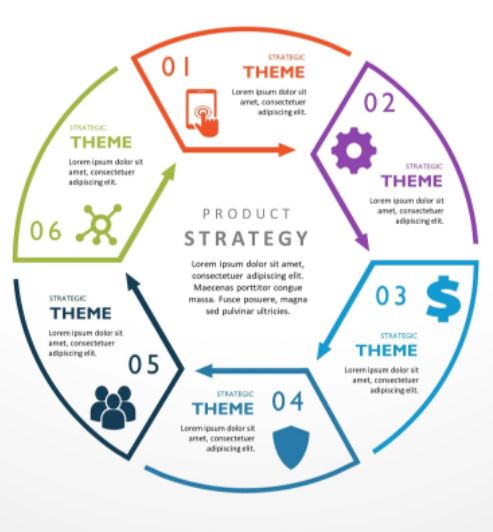 01
STRATEGIC
THEME
Lorem ipsum dolor sit
amet, consectetuer
adipiscing elit.
02
STRATEGIC
THEME
Lorem ipsum dolor sit
amet, consectetuer
adipiscing elit.
03
STRATEGIC
THEME
Lorem ipsum dolor sit
amet, consectetuer
adipiscing elit.
04
STRATEGIC
THEME
Lorem ipsum dolor sit
amet, consectetuer
adipiscing elit.
05
STRATEGIC
THEME
Lorem ipsum dolor sit
amet, consectetuer
adipiscing elit.
06
STRATEGIC
THEME
Lorem ipsum dolor sit
amet, consectetuer
adipiscing elit.
PRODUCT
STRATEGY
Lorem ipsum dolor sit amet,
consectetuer adipiscing elit.
Maecenas porttitor congue
massa. Fusce posuere, magna
sed pulvinar ultricies.
$